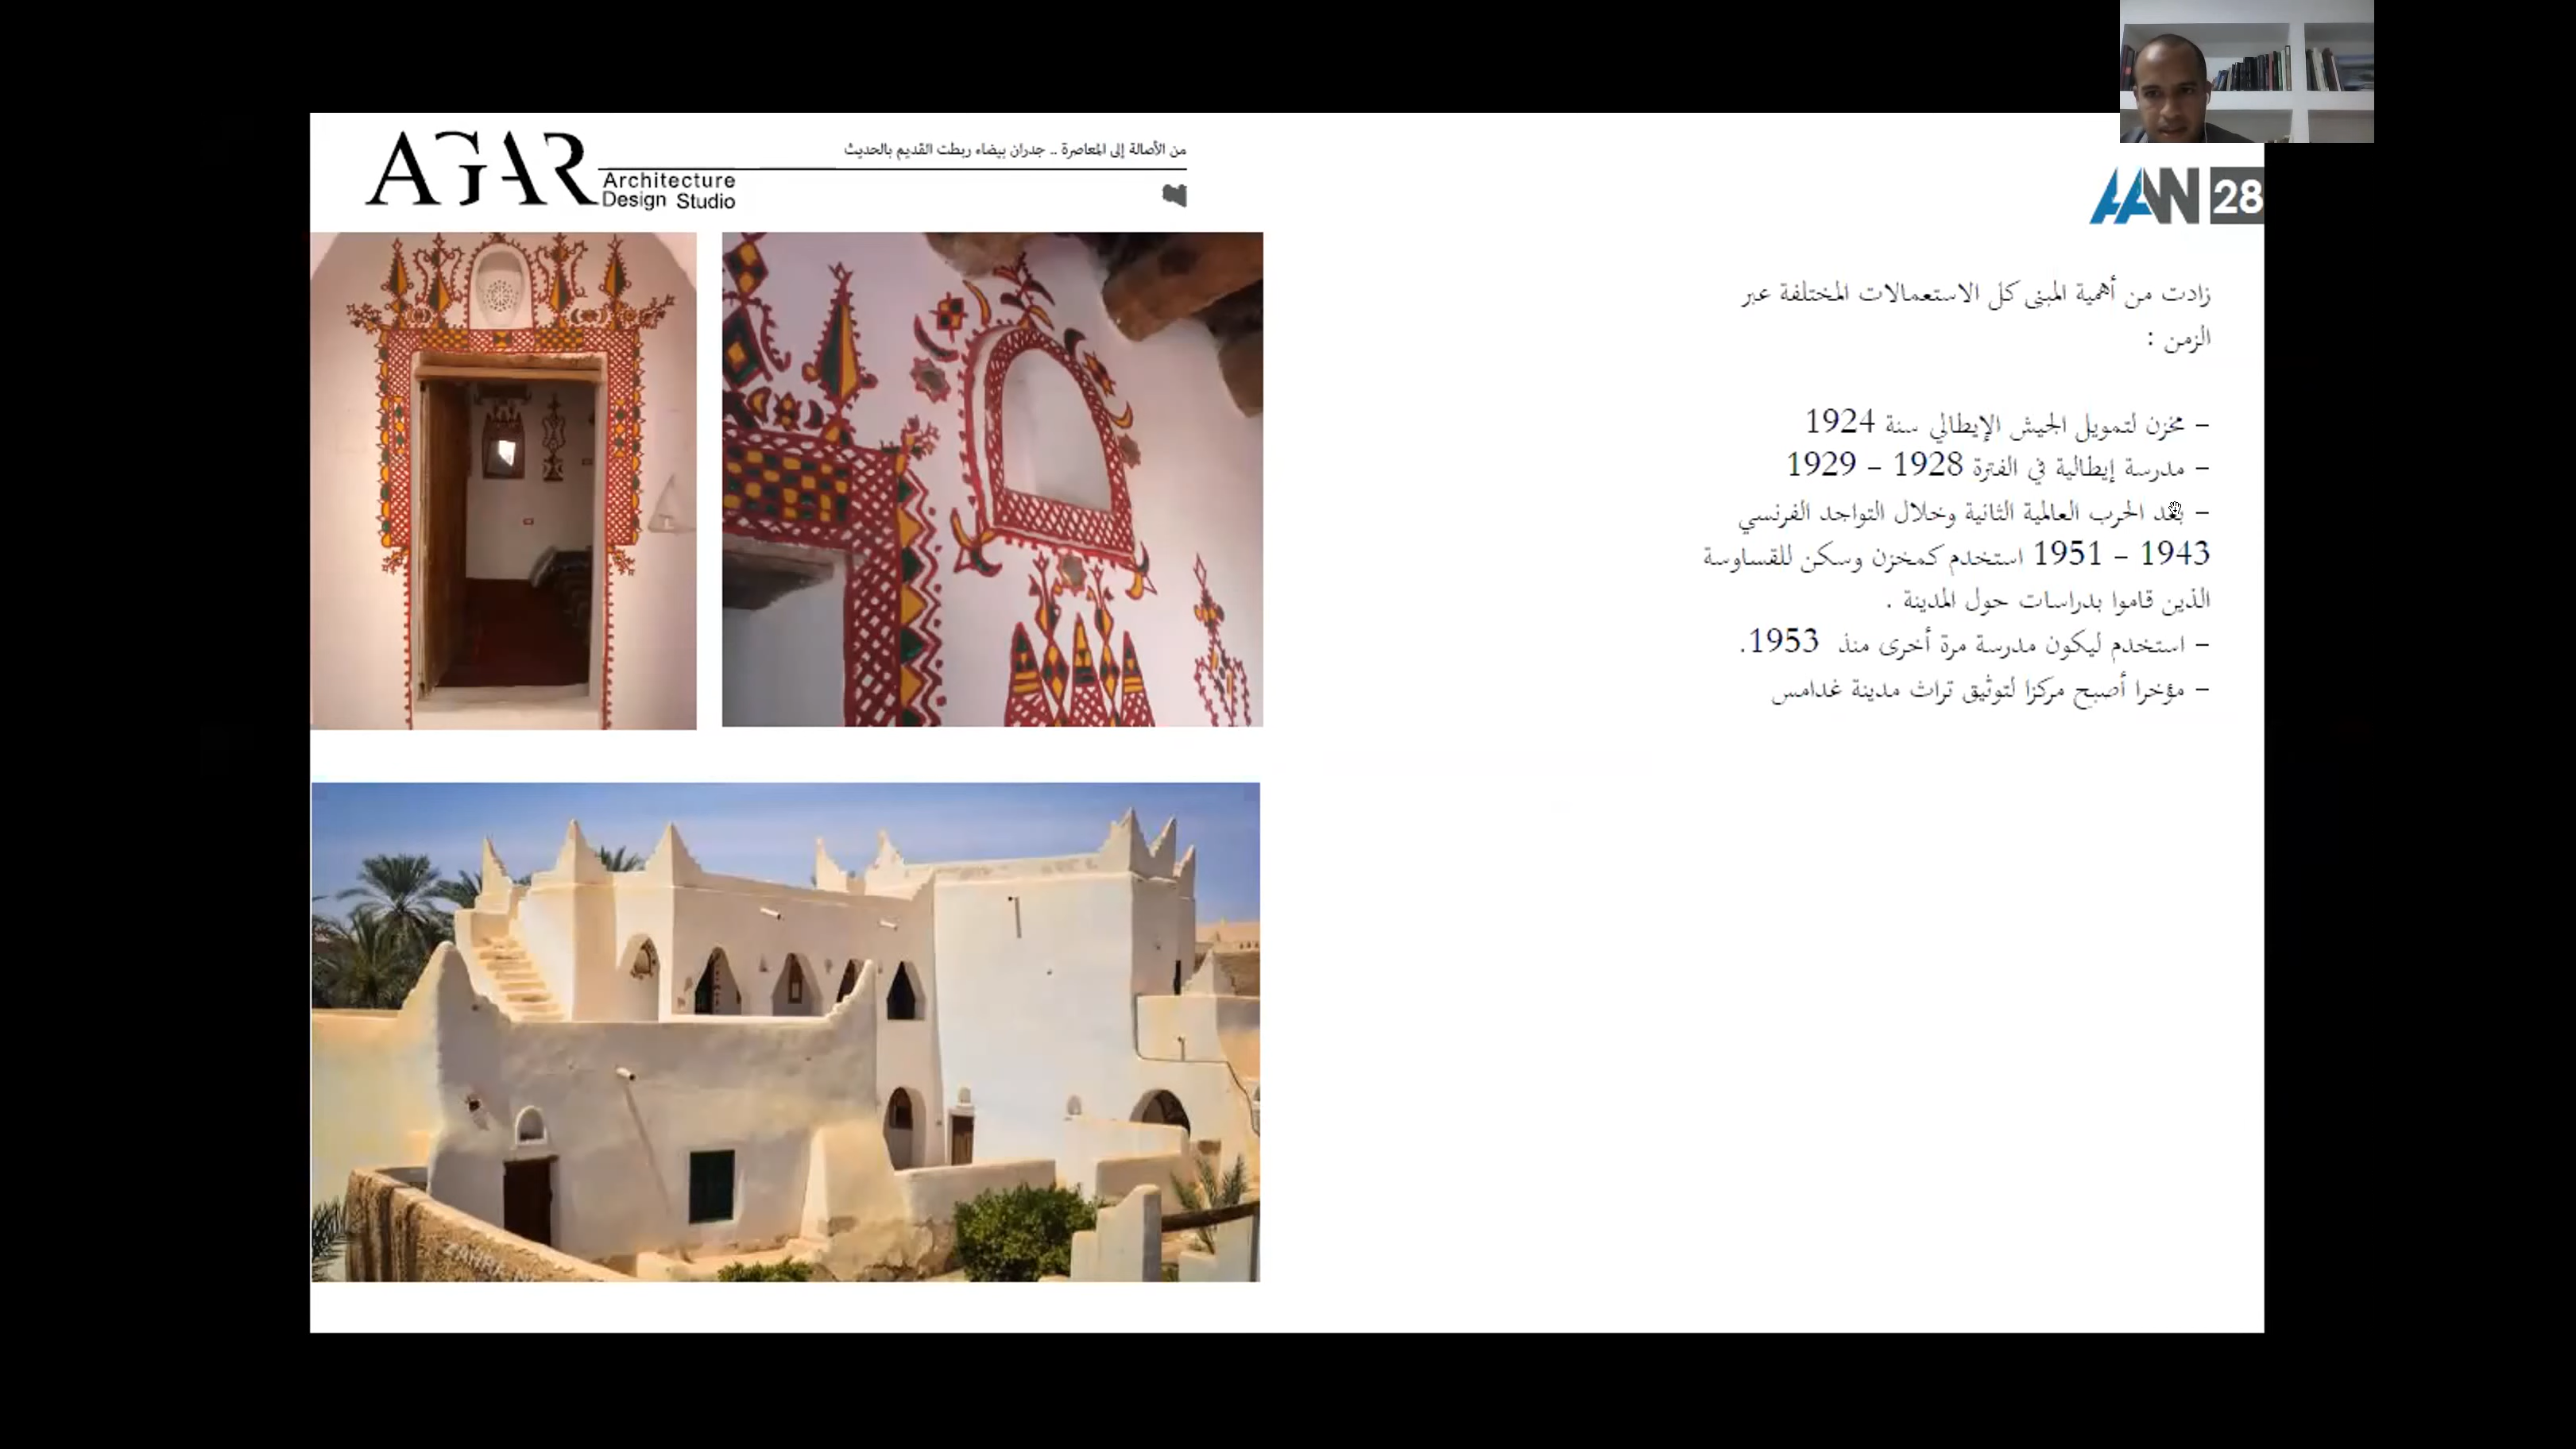 AGAR
Architecture
Design Studio
من الأصالة إلى المعاصرة .. جدران بيضاء ربطت القديم بالحديث
AAN 28
زادت من أهمية المبنى كل الاستعمالات المختلفة عبر
الزمن :
– مخزن لتمويل الجيش الإيطالي سنة 1924
– مدرسة إيطالية في الفترة 1928 – 1929
– بعد الحرب العالمية الثانية وخلال التواجد الفرنسي
1943 – 1951 استخدم كمخزن وسكن للقساوسة
الذين قاموا بدراسات حول المدينة .
– استخدم ليكون مدرسة مرة أخرى منذ 1953.
– مؤخرا أصبح مركزا لتوثيق تراث مدينة غدامس